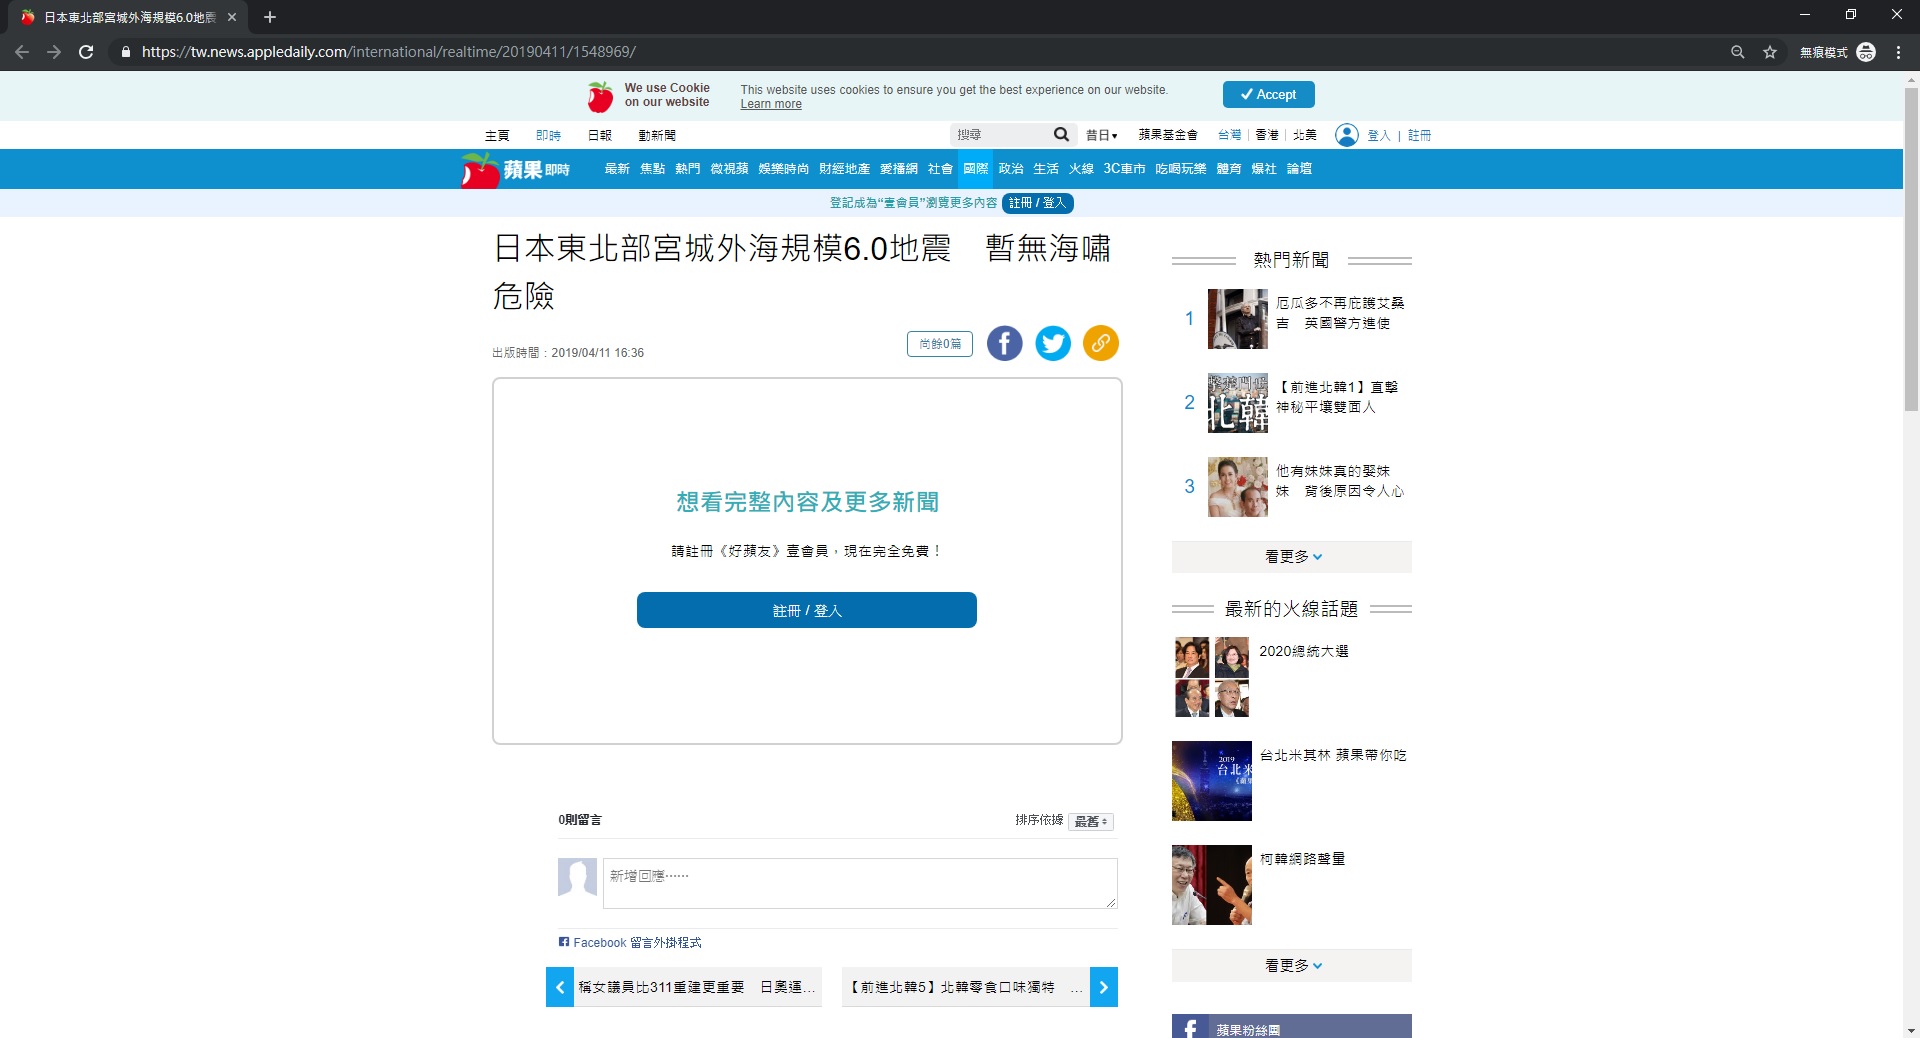 日本東北部宮城外海規模6.0地震
https://tw.news.appledaily.com/international/realtime/20190411/1548969/
無痕模式
We use Cookie
on our website
This website uses cookies to ensure you get the best experience on our website.
Learn more
Accept
主頁 即時 日報 動新聞
搜尋
昔日 蘋果基金會 台灣 | 香港 | 北美 登入 | 註冊
蘋果即時 最新 焦點 熱門 微視蘋 娛樂時尚 財經地產 愛播網 社會 國際 政治 生活 火線 3C車市 吃喝玩樂 體育 爆社 論壇
登記成為“壹會員”瀏覽更多內容 註冊 / 登入
日本東北部宮城外海規模6.0地震　暫無海嘯
危險
出版時間：2019/04/11 16:36
尚餘0篇
想看完整內容及更多新聞
請註冊《好蘋友》壹會員，現在完全免費！
註冊 / 登入
0則留言
排序依據 最舊
新增回應……
Facebook 留言外掛程式
稱女議員比311重建更重要　日奧運...
【前進北韓5】北韓零食口味獨特　...
熱門新聞
1
厄瓜多不再庇護艾桑
吉　英國警方進使
2
整楚門世
北韓
【前進北韓1】直擊
神秘平壤雙面人
3
他有妹妹真的娶妹
妹　背後原因令人心
看更多
最新的火線話題
2020總統大選
2019
台北米
台北米其林 蘋果帶你吃
柯韓網路聲量
看更多
蘋果粉絲團